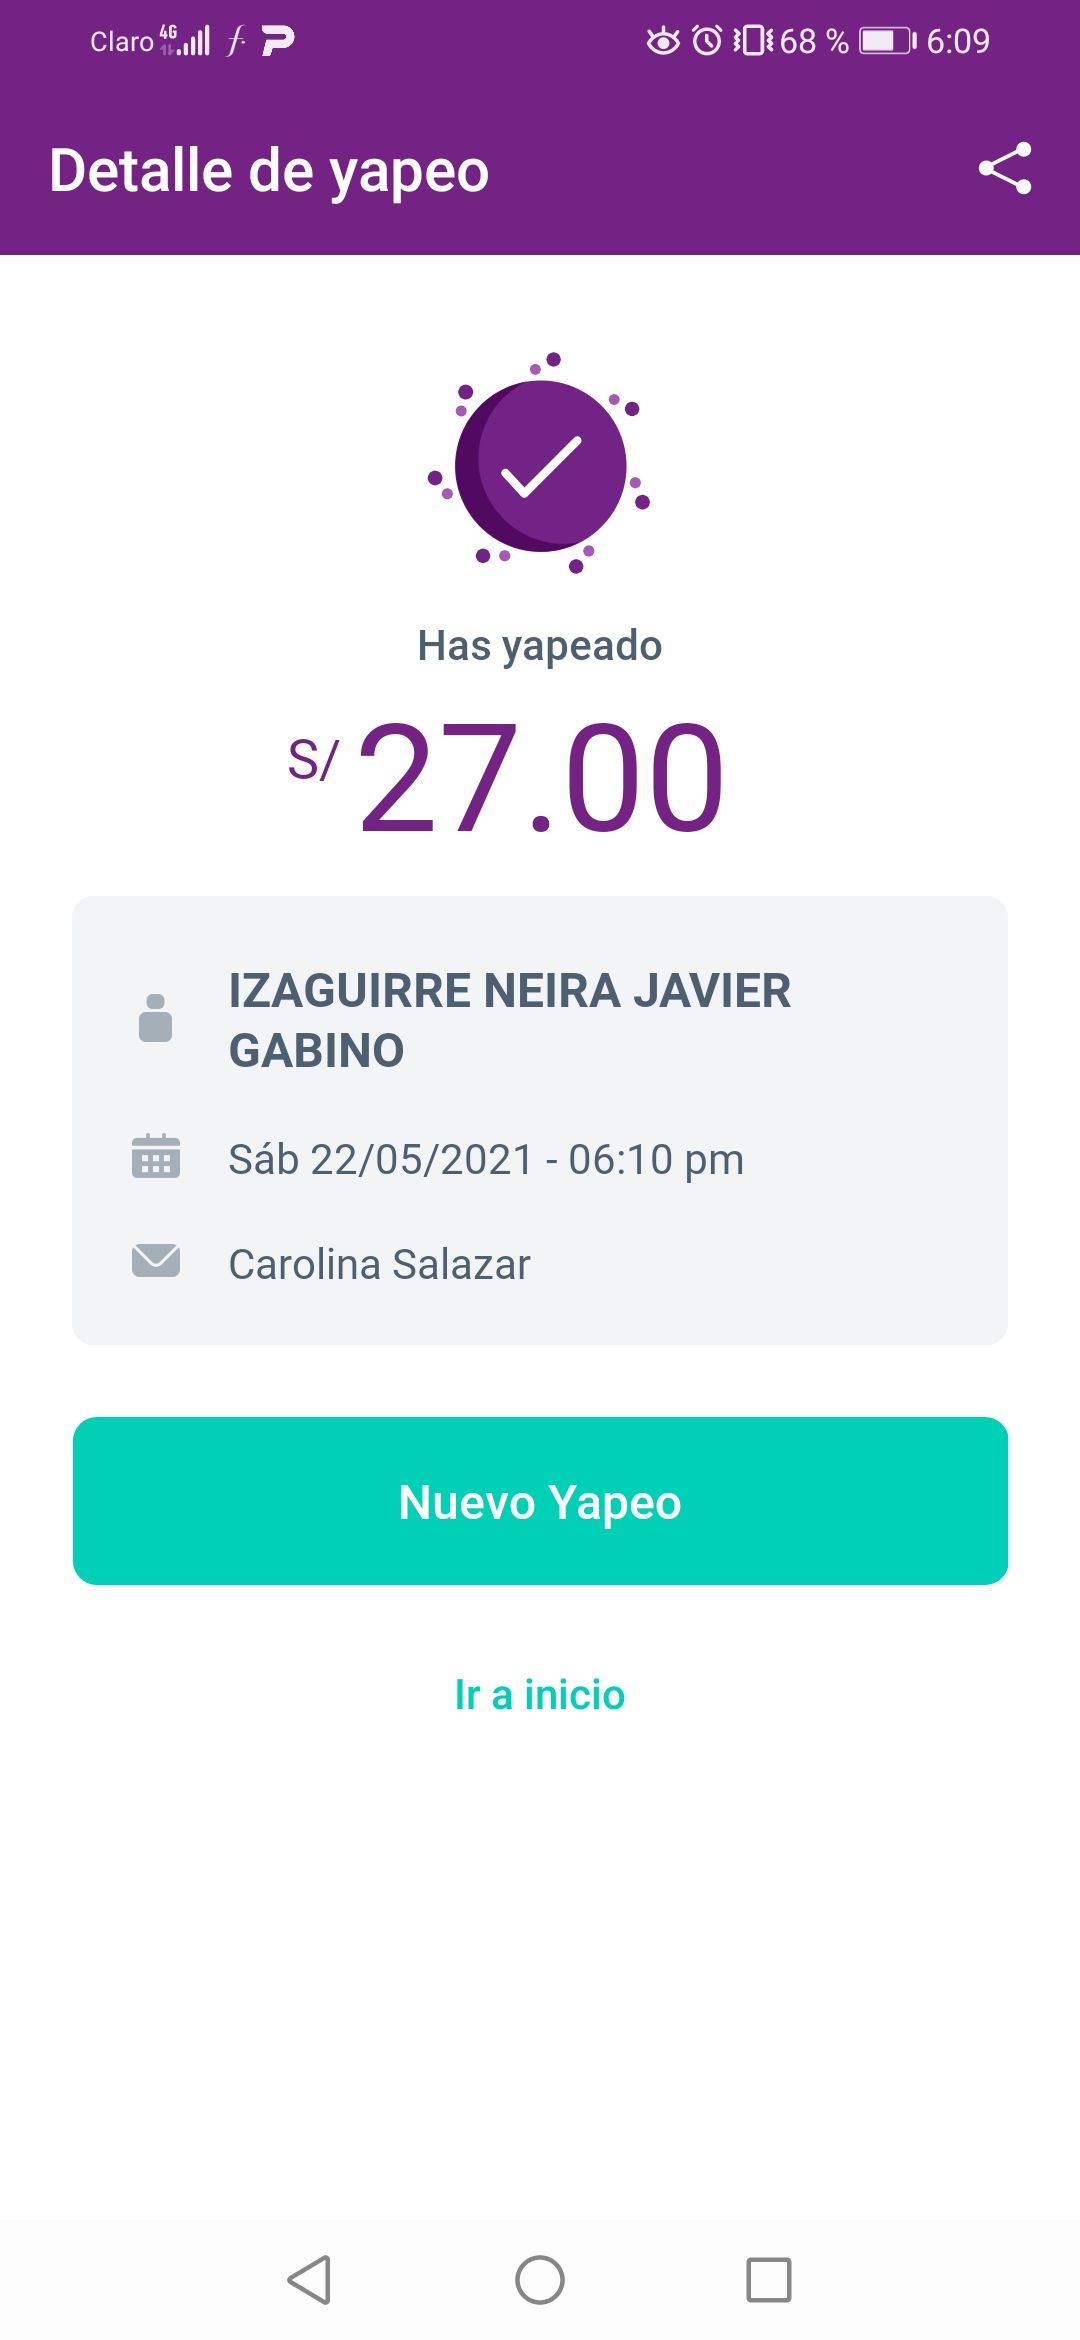 Claro 4G 68 % 6:09
Detalle de yapeo
Has yapeado
S/ 27.00
IZAGUIRRE NEIRA JAVIER
GABINO
Sáb 22/05/2021 - 06:10 pm
Carolina Salazar
Nuevo Yapeo
Ir a inicio